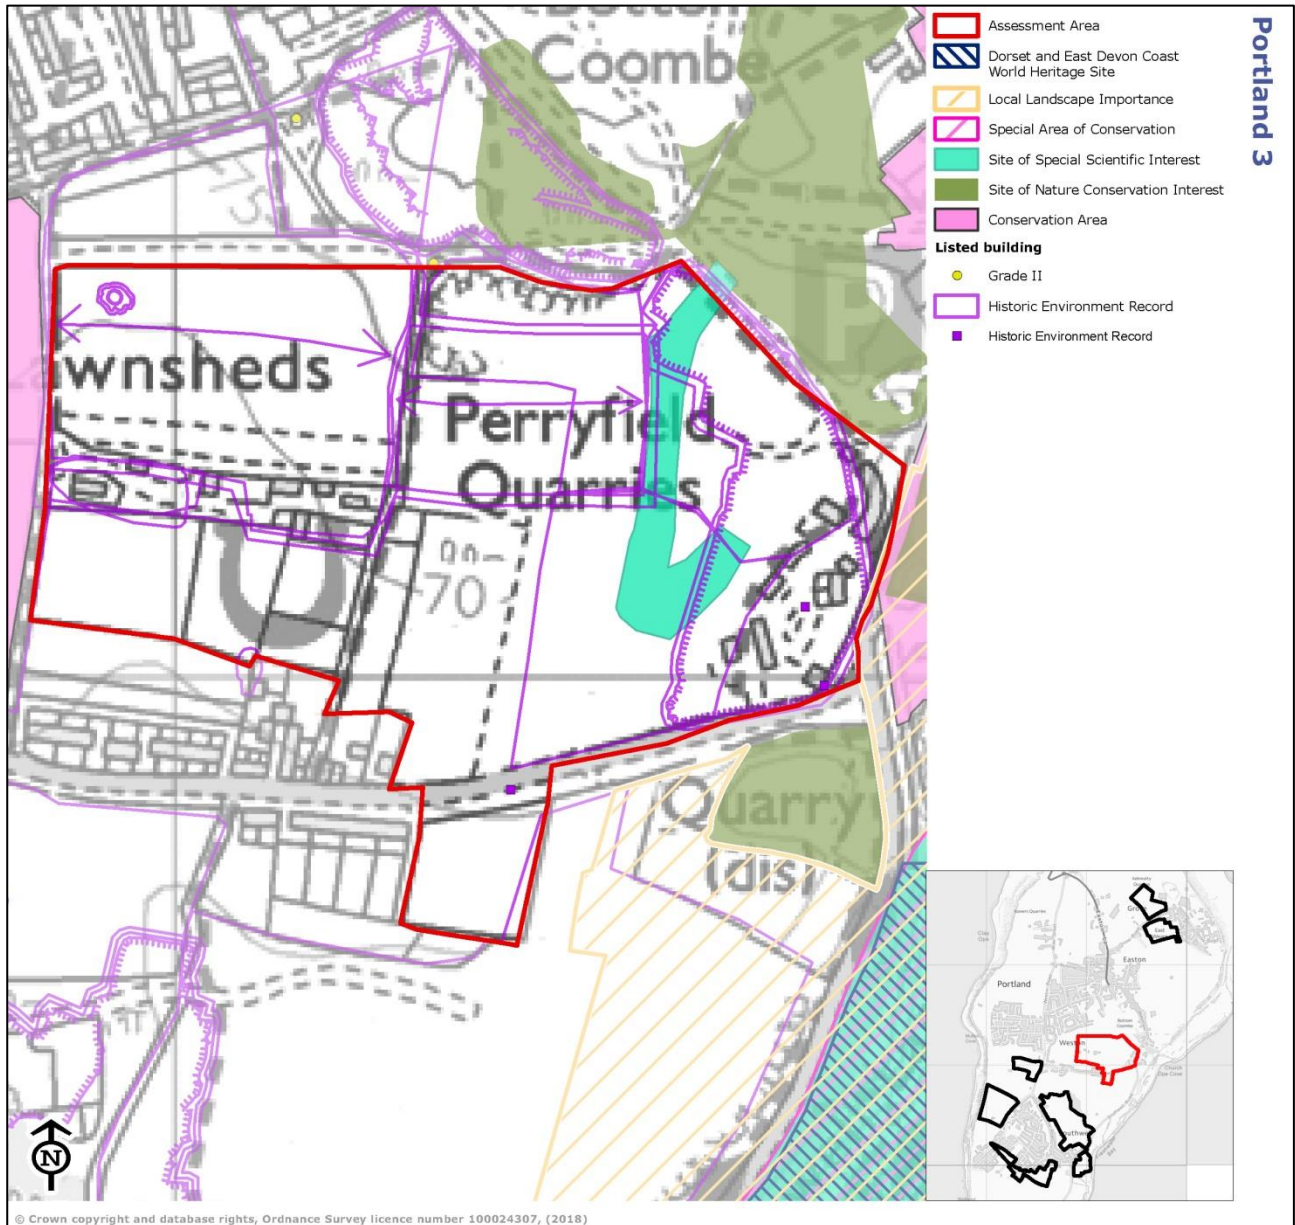 Portland 3
Assessment Area
Dorset and East Devon Coast
World Heritage Site
Local Landscape Importance
Special Area of Conservation
Site of Special Scientific Interest
Site of Nature Conservation Interest
Conservation Area
Listed building
Grade II
Historic Environment Record
Historic Environment Record
Coombe
awnsheds
Perryfield
Quarries
70
Quarry
(dis)
N
Easton
Portland
Weston
© Crown copyright and database rights, Ordnance Survey licence number 100024307, (2018)